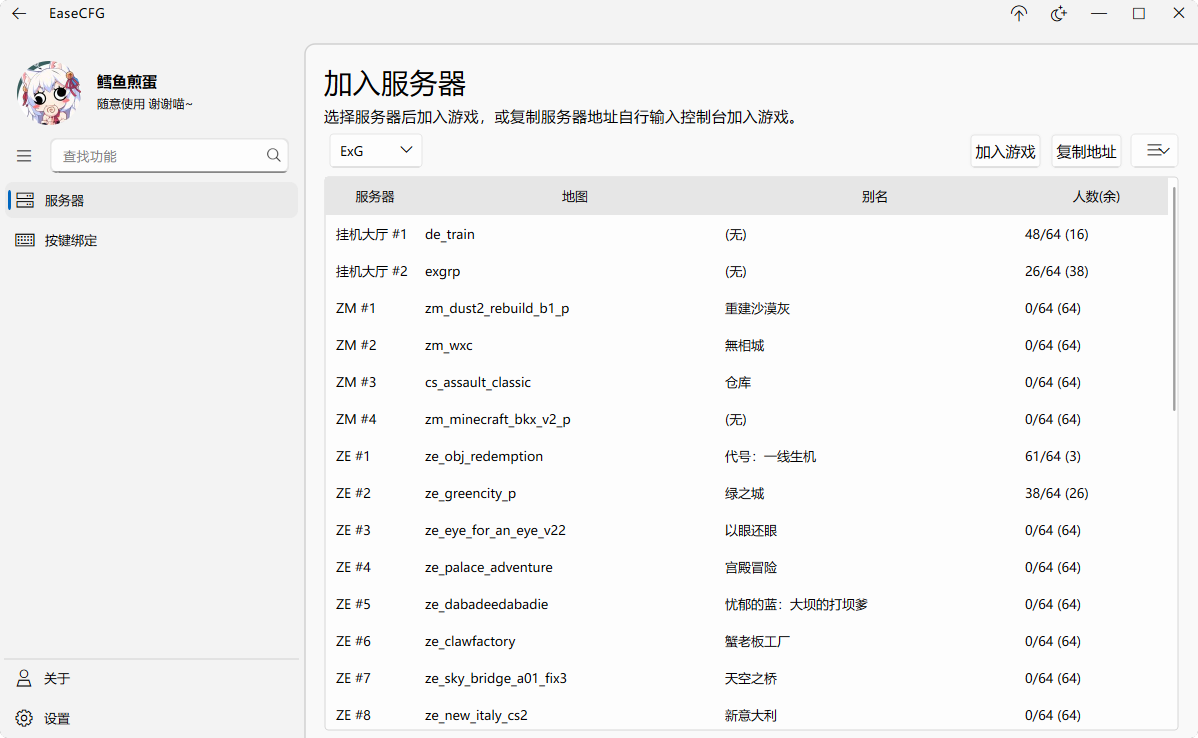 EaseCFG
鳕鱼煎蛋
随意使用 谢谢喵~
查找功能
服务器
按键绑定
关于
设置
加入服务器
选择服务器后加入游戏，或复制服务器地址自行输入控制台加入游戏。
ExG
加入游戏
复制地址
服务器 地图 别名 人数(余)
挂机大厅 #1 de_train (无) 48/64 (16)
挂机大厅 #2 exgrp (无) 26/64 (38)
ZM #1 zm_dust2_rebuild_b1_p 重建沙漠灰 0/64 (64)
ZM #2 zm_wxc 無相城 0/64 (64)
ZM #3 cs_assault_classic 仓库 0/64 (64)
ZM #4 zm_minecraft_bkx_v2_p (无) 0/64 (64)
ZE #1 ze_obj_redemption 代号：一线生机 61/64 (3)
ZE #2 ze_greencity_p 绿之城 38/64 (26)
ZE #3 ze_eye_for_an_eye_v22 以眼还眼 0/64 (64)
ZE #4 ze_palace_adventure 宫殿冒险 0/64 (64)
ZE #5 ze_dabadeedabadie 忧郁的蓝：大坝的打坝爹 0/64 (64)
ZE #6 ze_clawfactory 蟹老板工厂 0/64 (64)
ZE #7 ze_sky_bridge_a01_fix3 天空之桥 0/64 (64)
ZE #8 ze_new_italy_cs2 新意大利 0/64 (64)